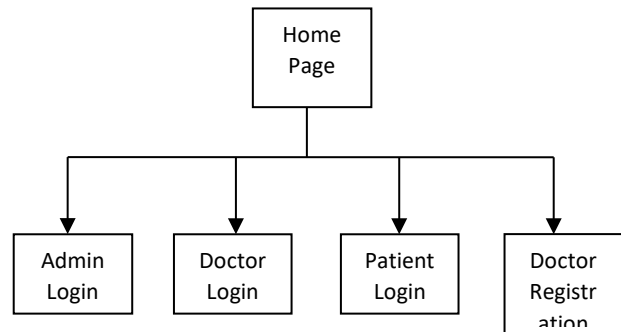 Home
Page
Admin
Login
Doctor
Login
Patient
Login
Doctor
Registr
ation